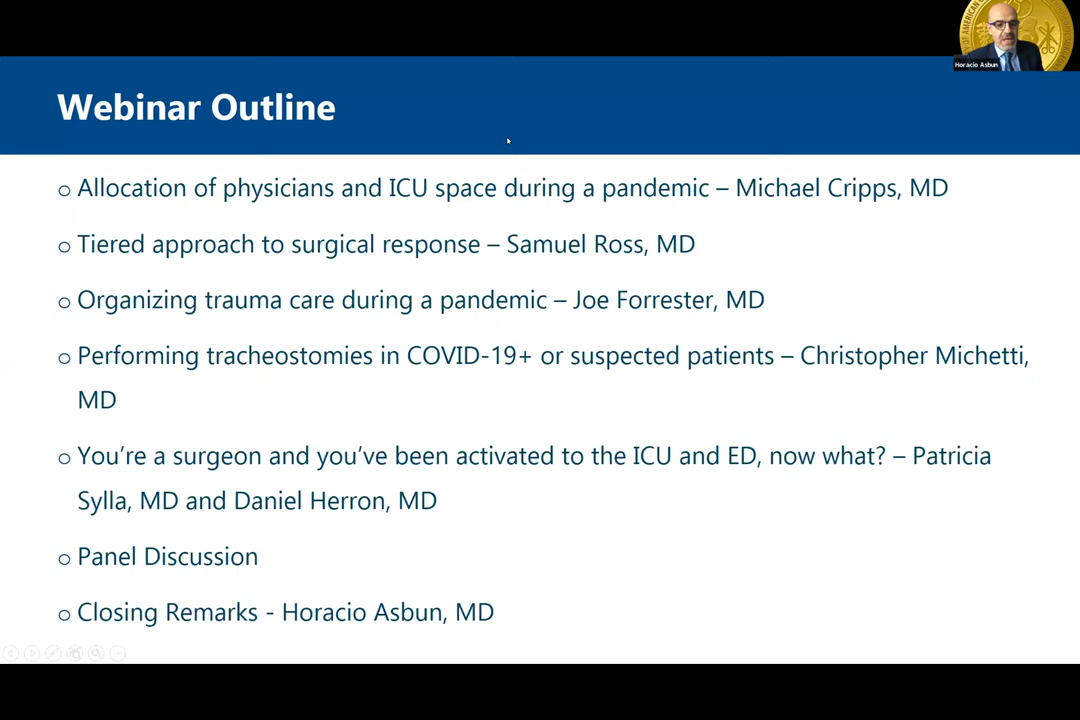 Horacio Asbun
Webinar Outline
o Allocation of physicians and ICU space during a pandemic – Michael Cripps, MD
o Tiered approach to surgical response – Samuel Ross, MD
o Organizing trauma care during a pandemic – Joe Forrester, MD
o Performing tracheostomies in COVID-19+ or suspected patients – Christopher Michetti,
MD
o You’re a surgeon and you’ve been activated to the ICU and ED, now what? – Patricia
Sylla, MD and Daniel Herron, MD
o Panel Discussion
o Closing Remarks - Horacio Asbun, MD